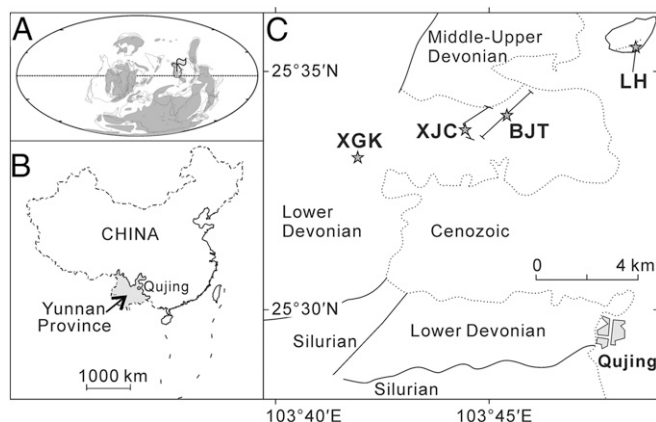 A
B
CHINA
Qujing
Yunnan
Province
1000 km
C
Middle-Upper
Devonian
25°35′N
LH
XGK
XJC
BJT
Lower
Devonian
Cenozoic
0 4 km
25°30′N
Silurian
Lower Devonian
Qujing
Silurian
103°40′E
103°45′E